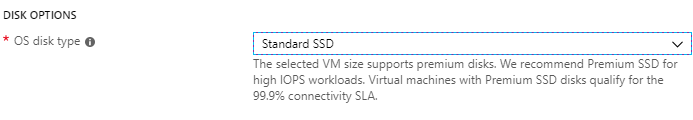 DISK OPTIONS
* OS disk type
Standard SSD
The selected VM size supports premium disks. We recommend Premium SSD for
high IOPS workloads. Virtual machines with Premium SSD disks qualify for the
99.9% connectivity SLA.